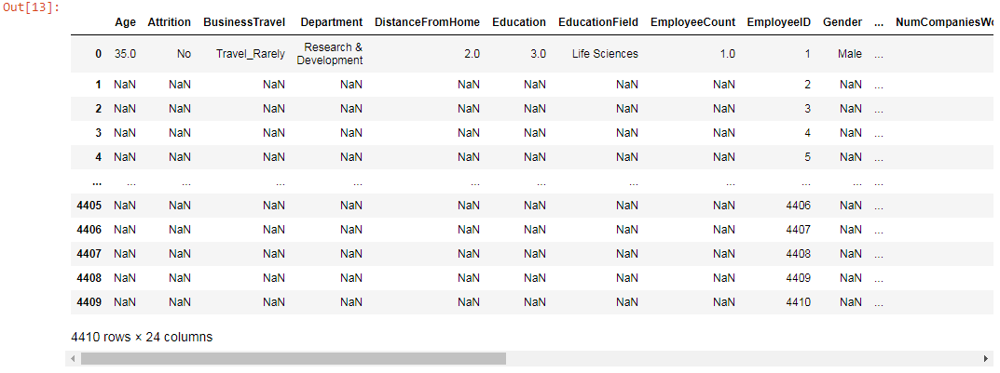 Out[13]:
Age Attrition BusinessTravel Department DistanceFromHome Education EducationField EmployeeCount EmployeeID Gender ... NumCompaniesWo
0 35.0 No Travel_Rarely Research & Development 2.0 3.0 Life Sciences 1.0 1 Male ...
1 NaN NaN NaN NaN NaN NaN NaN NaN 2 NaN ...
2 NaN NaN NaN NaN NaN NaN NaN NaN 3 NaN ...
3 NaN NaN NaN NaN NaN NaN NaN NaN 4 NaN ...
4 NaN NaN NaN NaN NaN NaN NaN NaN 5 NaN ...
... ... ... ... ... ... ... ... ... ... ... ...
4405 NaN NaN NaN NaN NaN NaN NaN NaN 4406 NaN ...
4406 NaN NaN NaN NaN NaN NaN NaN NaN 4407 NaN ...
4407 NaN NaN NaN NaN NaN NaN NaN NaN 4408 NaN ...
4408 NaN NaN NaN NaN NaN NaN NaN NaN 4409 NaN ...
4409 NaN NaN NaN NaN NaN NaN NaN NaN 4410 NaN ...
4410 rows × 24 columns